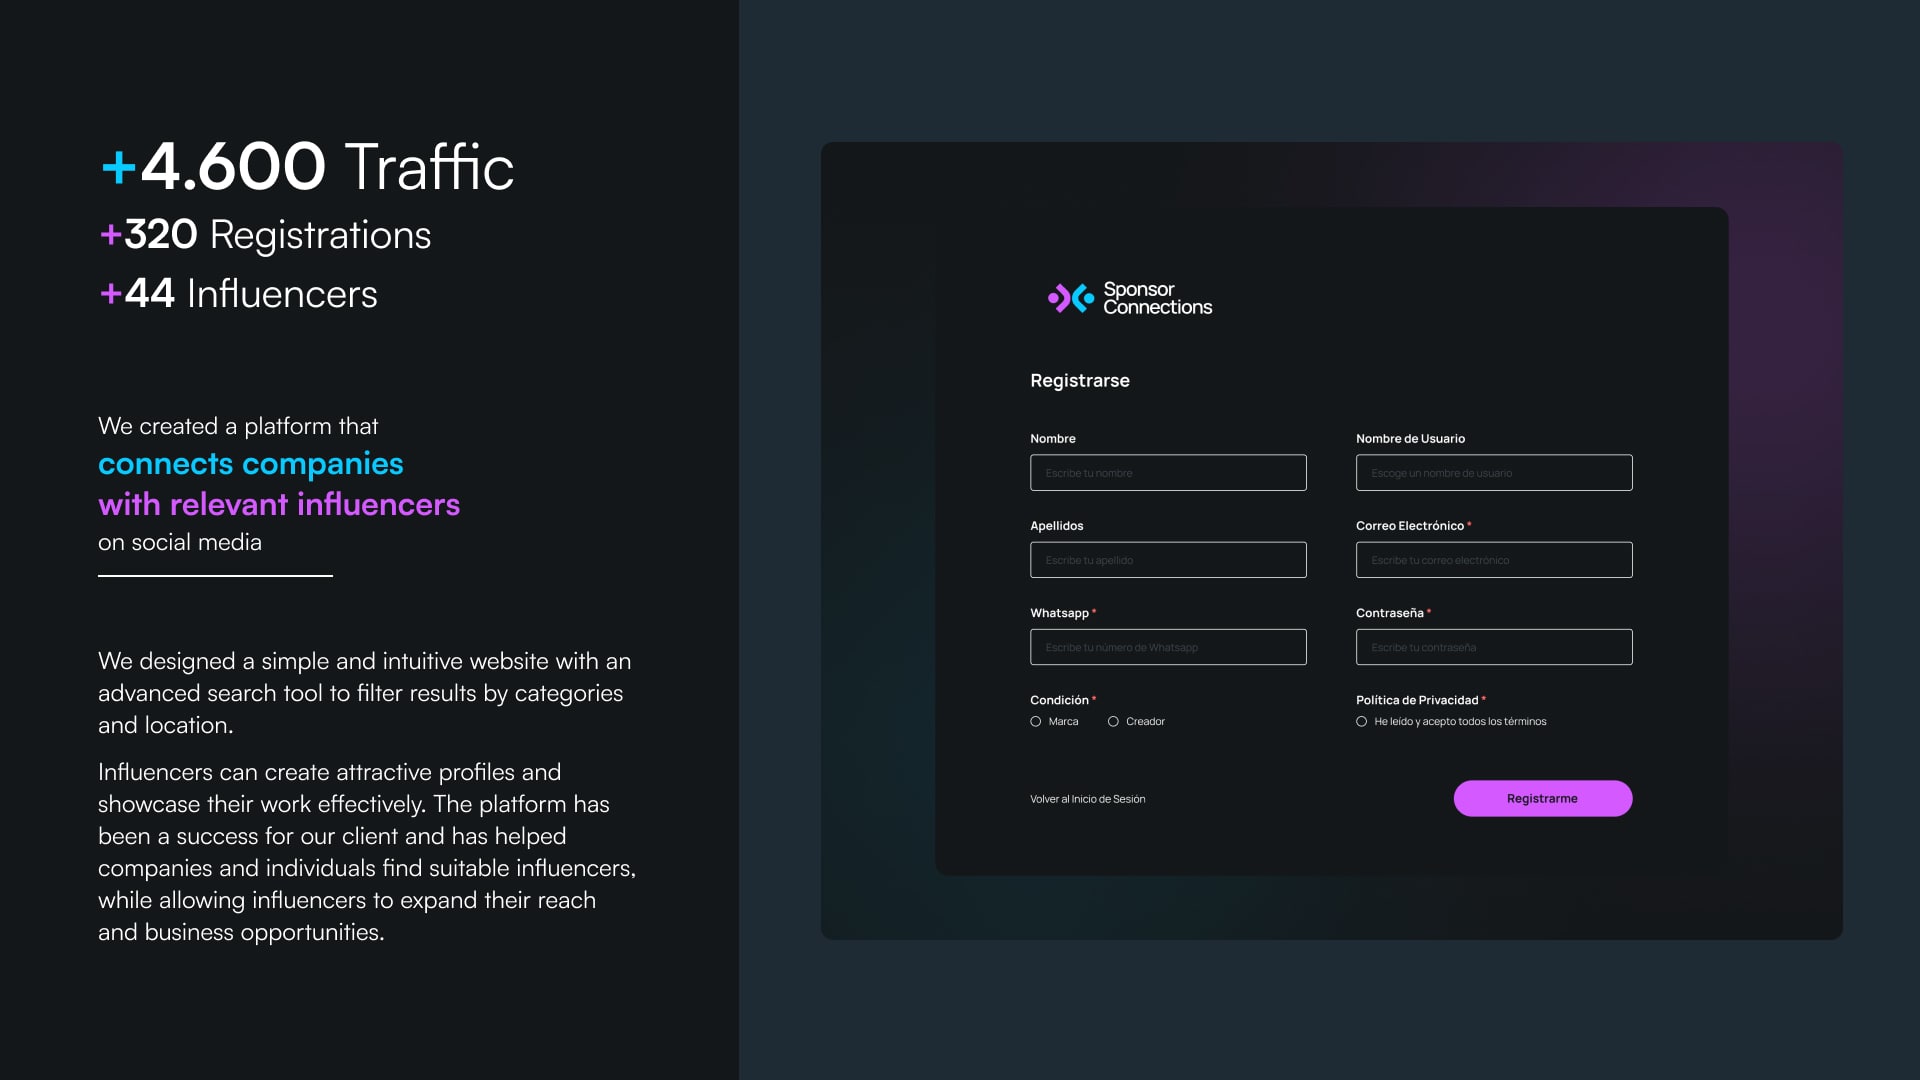 +4.600 Traffic
+320 Registrations
+44 Influencers
We created a platform that
connects companies
with relevant influencers
on social media
We designed a simple and intuitive website with an
advanced search tool to filter results by categories
and location.
Influencers can create attractive profiles and
showcase their work effectively. The platform has
been a success for our client and has helped
companies and individuals find suitable influencers,
while allowing influencers to expand their reach
and business opportunities.
Sponsor
Connections
Registrarse
Nombre
Escribe tu nombre
Nombre de Usuario
Escoge un nombre de usuario
Apellidos
Escribe tu apellido
Correo Electrónico *
Escribe tu correo electrónico
Whatsapp *
Escribe tu número de Whatsapp
Contraseña *
Escribe tu contraseña
Condición *
Marca
Creador
Política de Privacidad *
He leído y acepto todos los términos
Volver al Inicio de Sesión
Registrarme